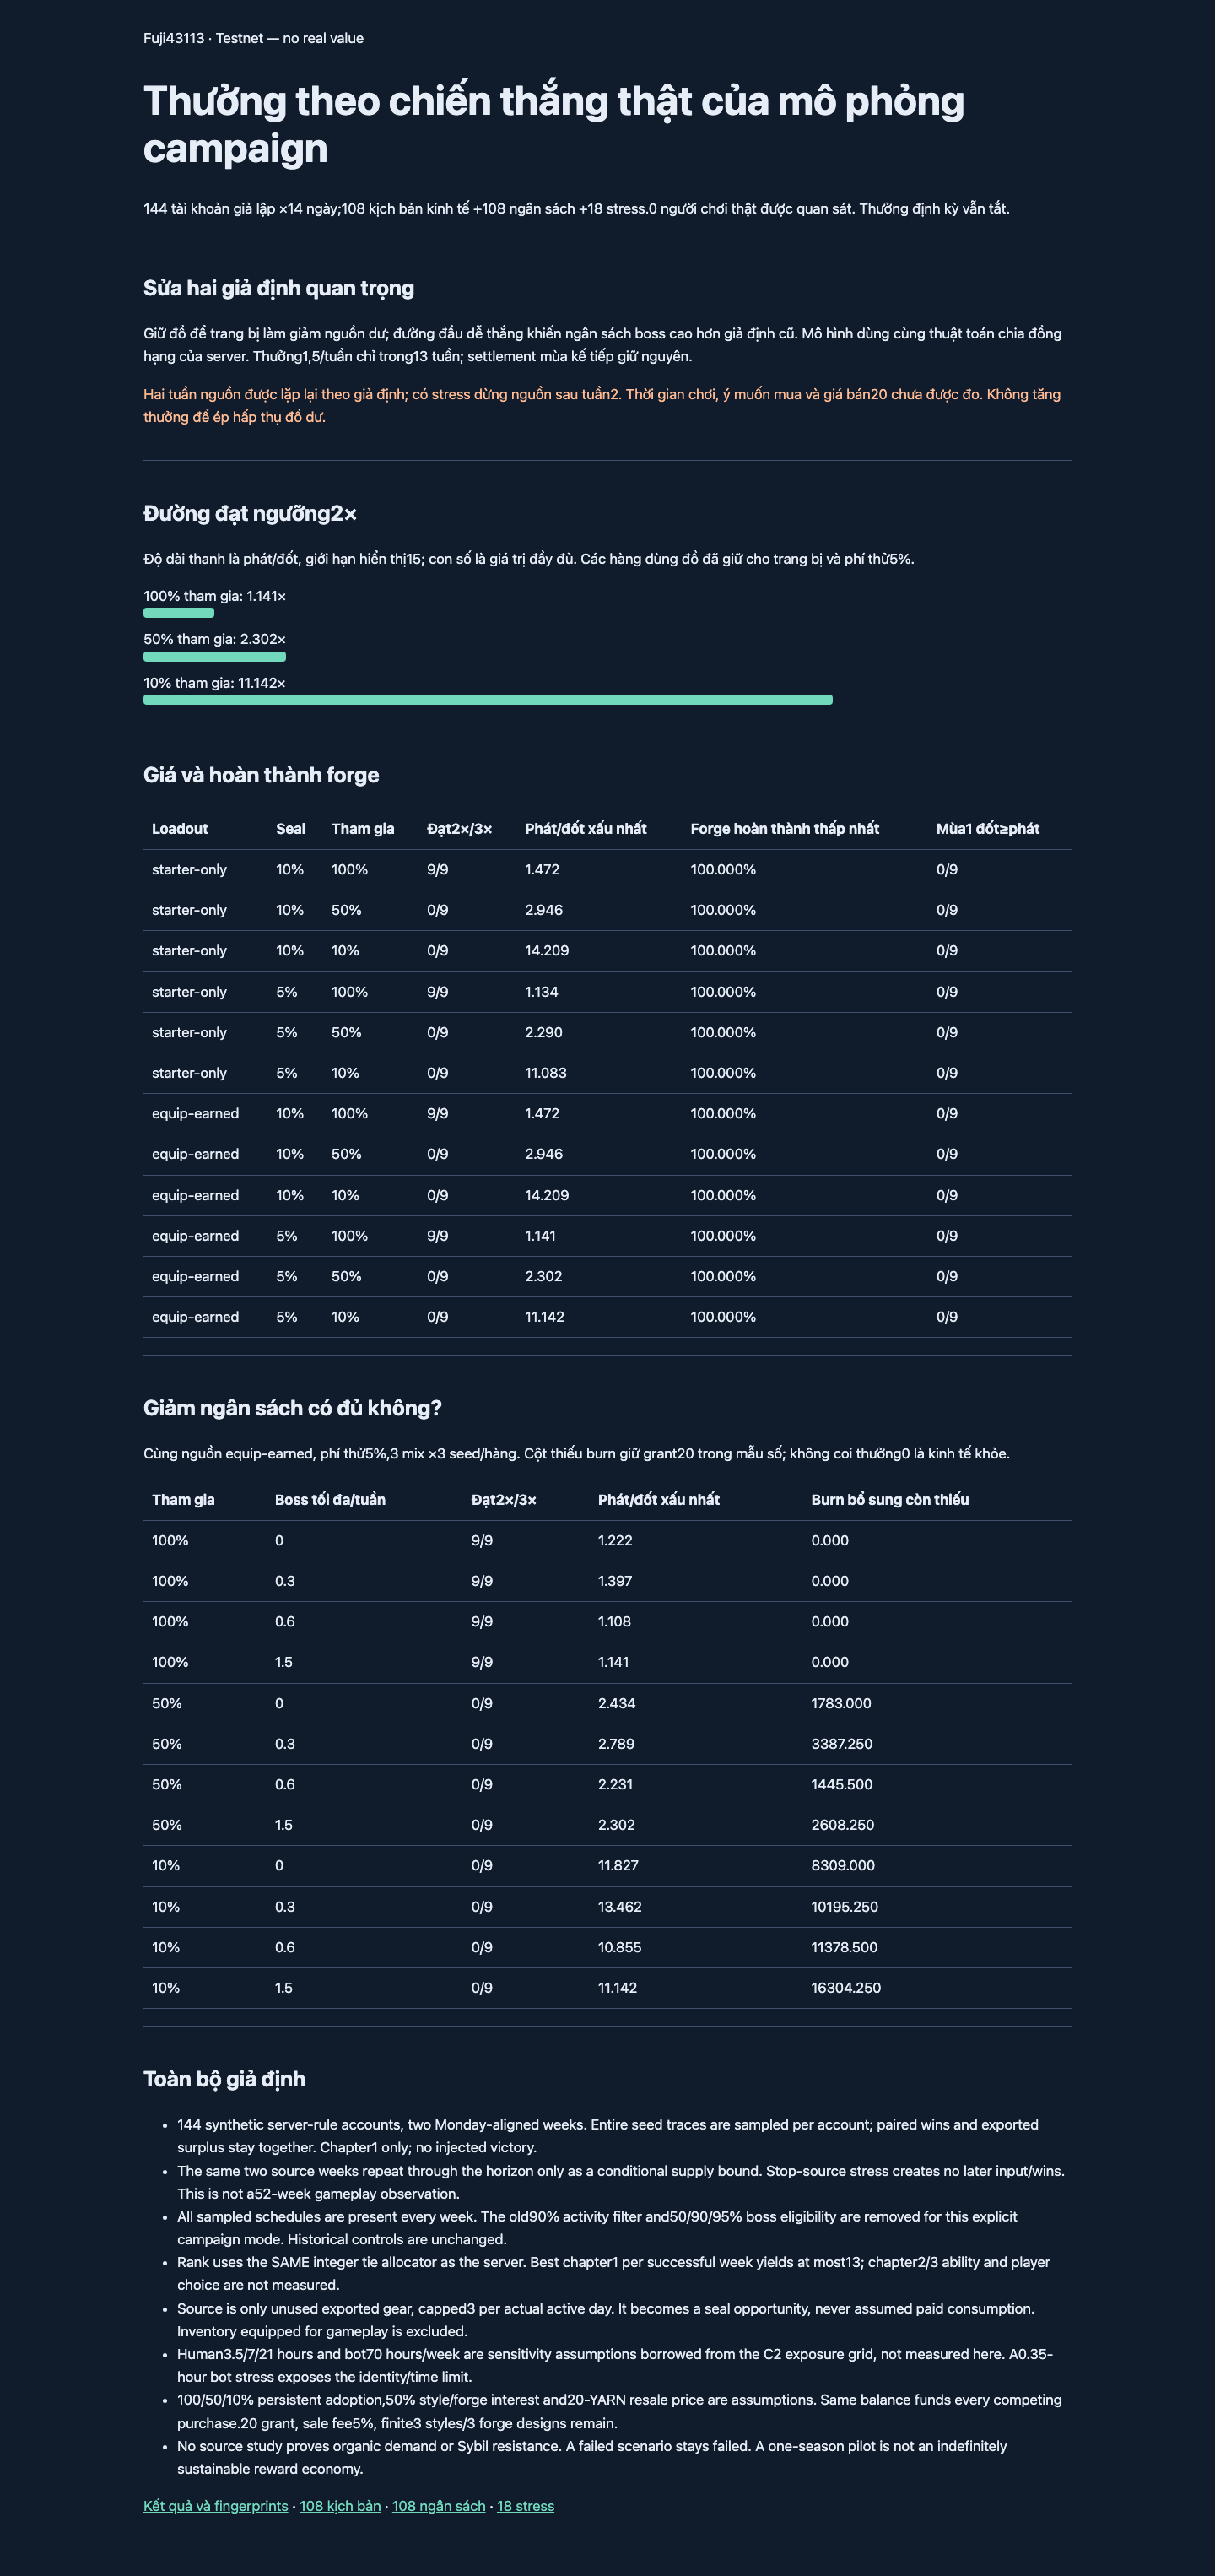 Fuji43113 · Testnet — no real value
Thưởng theo chiến thắng thật của mô phỏng
campaign
144 tài khoản giả lập ×14 ngày;108 kịch bản kinh tế +108 ngân sách +18 stress.0 người chơi thật được quan sát. Thưởng định kỳ vẫn tắt.
Sửa hai giả định quan trọng
Giữ đồ để trang bị làm giảm nguồn dư; đường đầu dễ thắng khiến ngân sách boss cao hơn giả định cũ. Mô hình dùng cùng thuật toán chia đồng
hạng của server. Thưởng1,5/tuần chỉ trong13 tuần; settlement mùa kế tiếp giữ nguyên.
Hai tuần nguồn được lặp lại theo giả định; có stress dừng nguồn sau tuần2. Thời gian chơi, ý muốn mua và giá bán20 chưa được đo. Không tăng
thưởng để ép hấp thụ đồ dư.
Đường đạt ngưỡng2×
Độ dài thanh là phát/đốt, giới hạn hiển thị15; con số là giá trị đầy đủ. Các hàng dùng đồ đã giữ cho trang bị và phí thử5%.
100% tham gia: 1.141×
50% tham gia: 2.302×
10% tham gia: 11.142×
Giá và hoàn thành forge
Loadout Seal Tham gia Đạt2×/3× Phát/đốt xấu nhất Forge hoàn thành thấp nhất Mùa1 đốt≥phát
starter-only 10% 100% 9/9 1.472 100.000% 0/9
starter-only 10% 50% 0/9 2.946 100.000% 0/9
starter-only 10% 10% 0/9 14.209 100.000% 0/9
starter-only 5% 100% 9/9 1.134 100.000% 0/9
starter-only 5% 50% 0/9 2.290 100.000% 0/9
starter-only 5% 10% 0/9 11.083 100.000% 0/9
equip-earned 10% 100% 9/9 1.472 100.000% 0/9
equip-earned 10% 50% 0/9 2.946 100.000% 0/9
equip-earned 10% 10% 0/9 14.209 100.000% 0/9
equip-earned 5% 100% 9/9 1.141 100.000% 0/9
equip-earned 5% 50% 0/9 2.302 100.000% 0/9
equip-earned 5% 10% 0/9 11.142 100.000% 0/9
Giảm ngân sách có đủ không?
Cùng nguồn equip-earned, phí thử5%,3 mix ×3 seed/hàng. Cột thiếu burn giữ grant20 trong mẫu số; không coi thưởng0 là kinh tế khỏe.
Tham gia Boss tối đa/tuần Đạt2×/3× Phát/đốt xấu nhất Burn bổ sung còn thiếu
100% 0 9/9 1.222 0.000
100% 0.3 9/9 1.397 0.000
100% 0.6 9/9 1.108 0.000
100% 1.5 9/9 1.141 0.000
50% 0 0/9 2.434 1783.000
50% 0.3 0/9 2.789 3387.250
50% 0.6 0/9 2.231 1445.500
50% 1.5 0/9 2.302 2608.250
10% 0 0/9 11.827 8309.000
10% 0.3 0/9 13.462 10195.250
10% 0.6 0/9 10.855 11378.500
10% 1.5 0/9 11.142 16304.250
Toàn bộ giả định
• 144 synthetic server-rule accounts, two Monday-aligned weeks. Entire seed traces are sampled per account; paired wins and exported
surplus stay together. Chapter1 only; no injected victory.
• The same two source weeks repeat through the horizon only as a conditional supply bound. Stop-source stress creates no later input/wins.
This is not a52-week gameplay observation.
• All sampled schedules are present every week. The old90% activity filter and50/90/95% boss eligibility are removed for this explicit
campaign mode. Historical controls are unchanged.
• Rank uses the SAME integer tie allocator as the server. Best chapter1 per successful week yields at most13; chapter2/3 ability and player
choice are not measured.
• Source is only unused exported gear, capped3 per actual active day. It becomes a seal opportunity, never assumed paid consumption.
Inventory equipped for gameplay is excluded.
• Human3.5/7/21 hours and bot70 hours/week are sensitivity assumptions borrowed from the C2 exposure grid, not measured here. A0.35-
hour bot stress exposes the identity/time limit.
• 100/50/10% persistent adoption,50% style/forge interest and20-YARN resale price are assumptions. Same balance funds every competing
purchase.20 grant, sale fee5%, finite3 styles/3 forge designs remain.
• No source study proves organic demand or Sybil resistance. A failed scenario stays failed. A one-season pilot is not an indefinitely
sustainable reward economy.
Kết quả và fingerprints · 108 kịch bản · 108 ngân sách · 18 stress